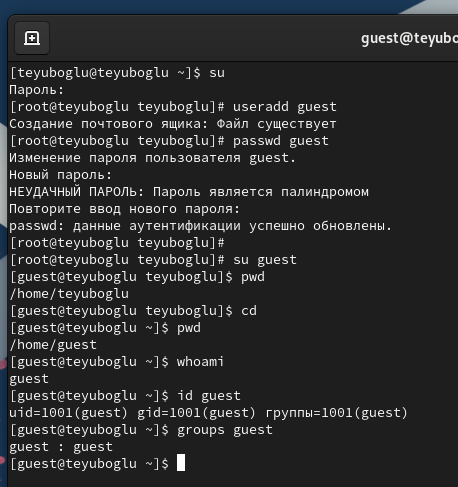 guest@teyubo
[teyuboglu@teyuboglu ~]$ su
Пароль:
[root@teyuboglu teyuboglu]# useradd guest
Создание почтового ящика: Файл существует
[root@teyuboglu teyuboglu]# passwd guest
Изменение пароля пользователя guest.
Новый пароль:
НЕУДАЧНЫЙ ПАРОЛЬ: Пароль является палиндромом
Повторите ввод нового пароля:
passwd: данные аутентификации успешно обновлены.
[root@teyuboglu teyuboglu]#
[root@teyuboglu teyuboglu]# su guest
[guest@teyuboglu teyuboglu]$ pwd
/home/teyuboglu
[guest@teyuboglu teyuboglu]$ cd
[guest@teyuboglu ~]$ pwd
/home/guest
[guest@teyuboglu ~]$ whoami
guest
[guest@teyuboglu ~]$ id guest
uid=1001(guest) gid=1001(guest) группы=1001(guest)
[guest@teyuboglu ~]$ groups guest
guest : guest
[guest@teyuboglu ~]$